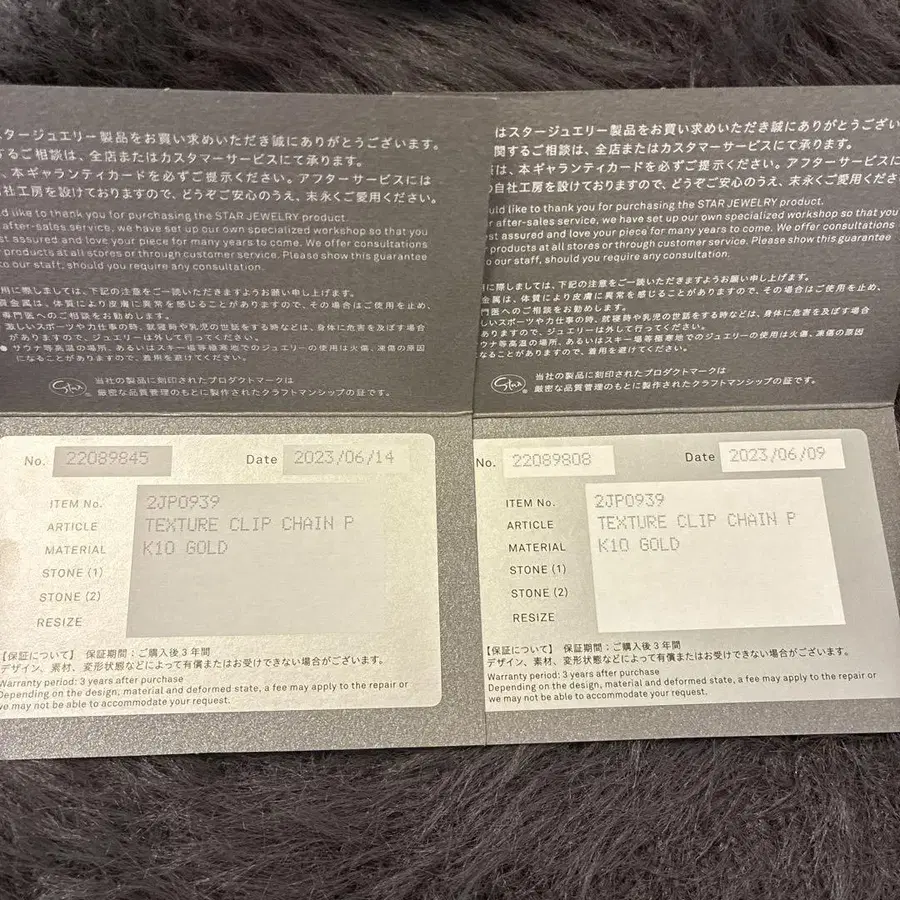 スタージュエリー製品をお買い求めいただき誠にありがとうございます。
するご相談は、全店またはカスタマーサービスにて承ります。
、本ギャランティカードを必ずご提示ください。アフターサービスには
社工房を設けておりますので、どうぞご安心のうえ、末永くご愛用ください。
ld like to thank you for purchasing the STAR JEWELRY product.
after-sales service, we have set up our own specialized workshop so that you
st assured and love your piece for many years to come. We offer consultations
products at all stores or through customer service. Please show this guarantee
to our staff, should you require any consultation.
用に際しましては、下記の注意をご一読いただきますようお願い申し上げます。
貴金属は、体質により皮膚に異常を感じることがありますので、その場合はご使用を止め、
専門医へのご相談をお勧めします。
激しいスポーツや力仕事の時、就寝時や乳児の世話をする時などは、身体に危害を及ぼす場合
がありますので、ジュエリーは外して行ってください。
●サウナ等高温の場所、あるいはスキー場等極寒地でのジュエリーの使用は火傷、凍傷の原因
になることがありますので、着用を避けてください。
Star®
当社の製品に刻印されたプロダクトマークは
厳密な品質管理のもとに製作されたクラフトマンシップの証です。
No. 22089845 Date 2023/06/14
ITEM No. 2JP0939
ARTICLE TEXTURE CLIP CHAIN P
MATERIAL K10 GOLD
STONE (1)
STONE (2)
RESIZE
【保証について】 保証期間：ご購入後3年間
デザイン、素材、変形状態などによって有償またはお受けできない場合がございます。
Warranty period: 3 years after purchase
Depending on the design, material and deformed state, a fee may apply to the repair or
we may not be able to accommodate your request.
はスタージュエリー製品をお買い求めいただき誠にありがとうござい
関するご相談は、全店またはカスタマーサービスにて承ります。
は、本ギャランティカードを必ずご提示ください。アフターサービスに
自社工房を設けておりますので、どうぞご安心のうえ、末永くご愛用くださ
uld like to thank you for purchasing the STAR JEWELRY product.
r after-sales service, we have set up our own specialized workshop so that you
st assured and love your piece for many years to come. We offer consultations
products at all stores or through customer service. Please show this guarantee
o our staff, should you require any consultation.
に際しましては、下記の注意をご一読いただきますようお願い申し上げます。
金属は、体質により皮膚に異常を感じることがありますので、その場合はご使用を止め、
門医へのご相談をお勧めします。
しいスポーツや力仕事の時、就寝時や乳児の世話をする時などは、身体に危害を及ぼす場合
がありますので、ジュエリーは外して行ってください。
サウナ等高温の場所、あるいはスキー場等極寒地でのジュエリーの使用は火傷、凍傷の原因
なることがありますので、着用を避けてください。
Star®
当社の製品に刻印されたプロダクトマークは
厳密な品質管理のもとに製作されたクラフトマンシップの証です。
No. 22089808 Date 2023/06/09
ITEM No. 2JP0939
ARTICLE TEXTURE CLIP CHAIN P
MATERIAL K10 GOLD
STONE (1)
STONE (2)
RESIZE
【保証について】 保証期間：ご購入後3年間
デザイン、素材、変形状態などによって有償またはお受けできない場合がございます。
Warranty period: 3 years after purchase
Depending on the design, material and deformed state, a fee may apply to the repair or
we may not be able to accommodate your request.